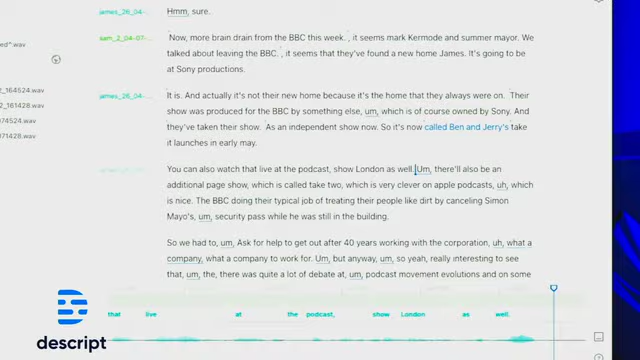 james_26_04-... Hmm, sure.
sam_2_04-07-... Now, more brain drain from the BBC this week. , it seems mark Kermode and summer mayor. We
talked about leaving the BBC. , it seems that they've found a new home James. It's going to be
at Sony productions.
ed^.wav
2_164524.wav
james_26_04-... It is. And actually it's not their new home because it's the home that they always were on. Their
2_161428.wav
show was produced for the BBC by something else, um, which is of course owned by Sony. And
74524.wav
they've taken their show. As an independent show now. So it's now called Ben and Jerry's take
071428.wav
it launches in early may.
You can also watch that live at the podcast, show London as well. Um, there'll also be an
additional page show, which is called take two, which is very clever on apple podcasts, uh, which
is nice. The BBC doing their typical job of treating their people like dirt by canceling Simon
Mayo's, um, security pass while he was still in the building.
So we had to, um, Ask for help to get out after 40 years working with the corporation, uh, what a
company, what a company to work for. Um, but anyway, um, so yeah, really interesting to see
that, um, the, there was quite a lot of debate at, um, podcast movement evolutions and on some
that live at the podcast, show London as well.
descript